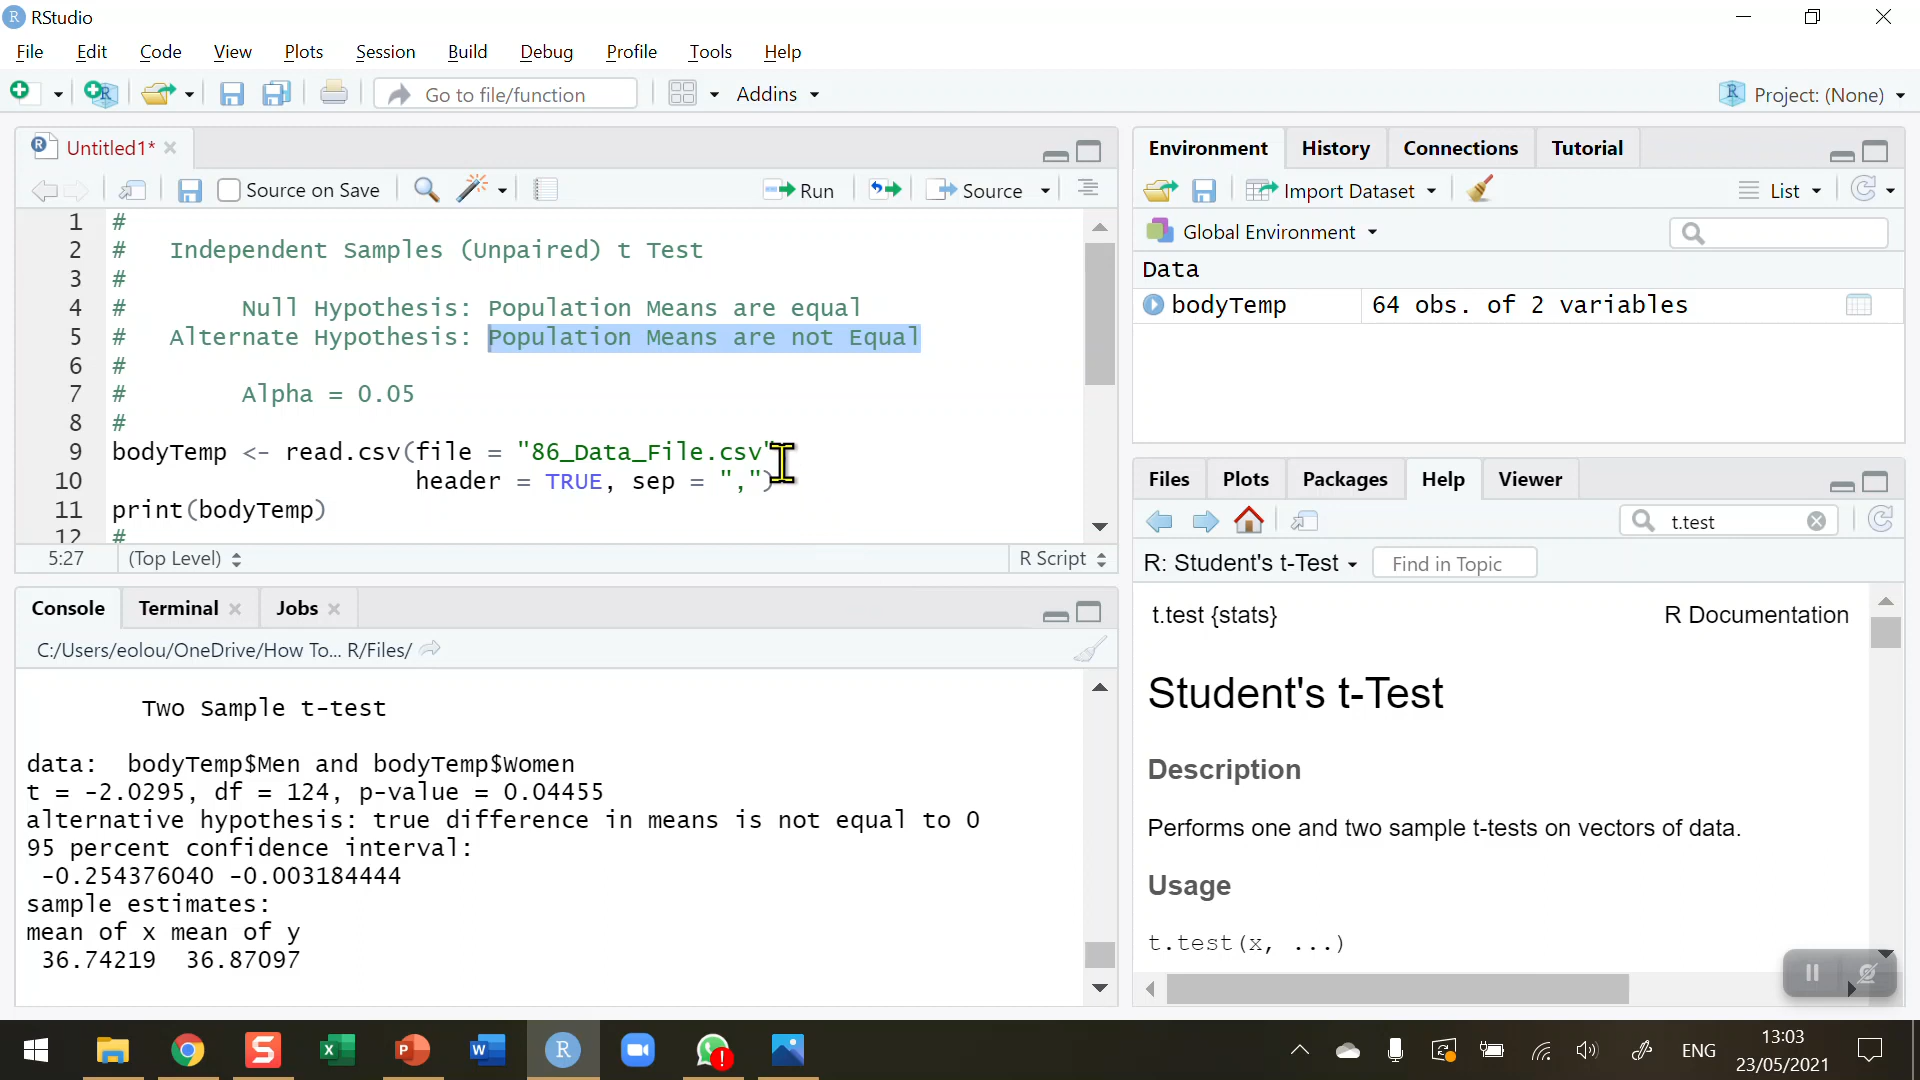 RStudio
File Edit Code View Plots Session Build Debug Profile Tools Help
Go to file/function Addins Project: (None)
Untitled1*
Source on Save Run Source
1 #
2 # Independent Samples (Unpaired) t Test
3 #
4 # Null Hypothesis: Population Means are equal
5 # Alternate Hypothesis: Population Means are not Equal
6 #
7 # Alpha = 0.05
8 #
9 bodyTemp <- read.csv(file = "86_Data_File.csv"
10 header = TRUE, sep = ",")
11 print(bodyTemp)
12 #
5:27 (Top Level) R Script
Console Terminal Jobs
C:/Users/eolou/OneDrive/How To... R/Files/
Two Sample t-test
data: bodyTemp$Men and bodyTemp$Women
t = -2.0295, df = 124, p-value = 0.04455
alternative hypothesis: true difference in means is not equal to 0
95 percent confidence interval:
-0.254376040 -0.003184444
sample estimates:
mean of x mean of y
36.74219 36.87097
Environment History Connections Tutorial
Import Dataset List
Global Environment
Data
bodyTemp 64 obs. of 2 variables
Files Plots Packages Help Viewer
t.test
R: Student's t-Test Find in Topic
t.test {stats} R Documentation
Student's t-Test
Description
Performs one and two sample t-tests on vectors of data.
Usage
t.test(x, ...)
ENG 13:03
23/05/2021